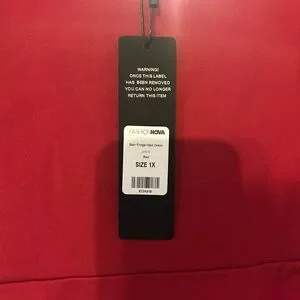 WARNING!
ONCE THIS LABEL
HAS BEEN REMOVED
YOU CAN NO LONGER
RETURN THIS ITEM
FASHIONNOVA
Red
SIZE 1X